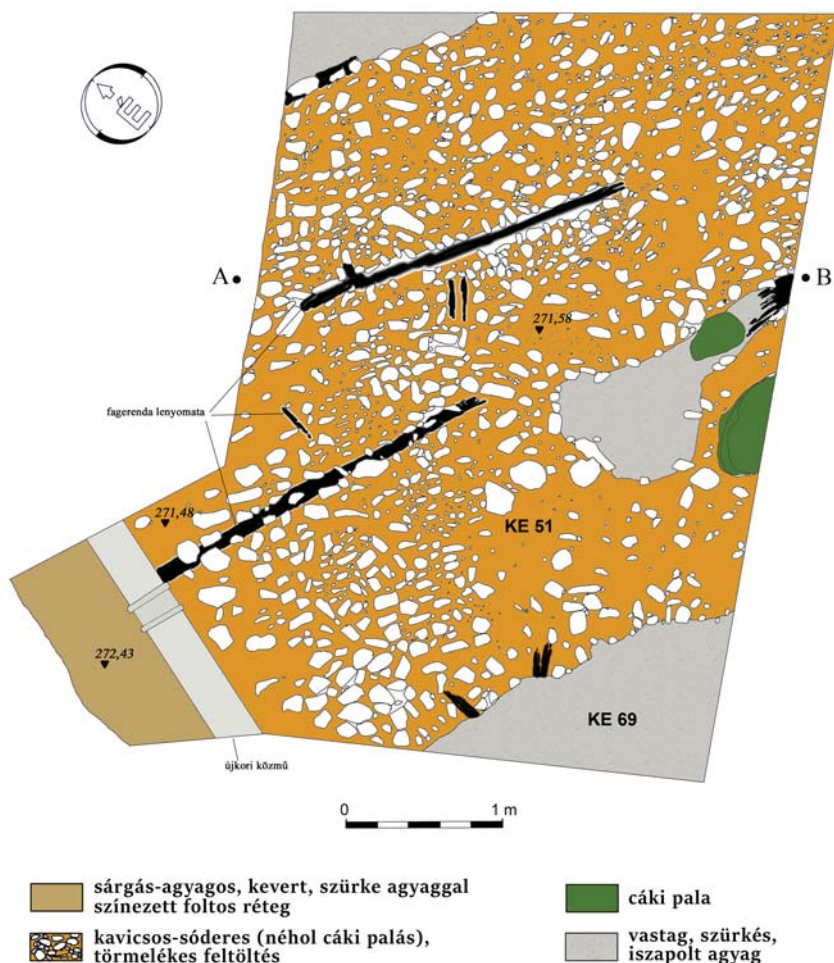 É
A
B
271,58
fagerenda lenyomata
271,48
KE 51
272,43
KE 69
újkori közmű
0
1 m
sárgás-agyagos, kevert, szürke agyaggal
színezett foltos réteg
kavicsos-sóderes (néhol cáki palás),
törmelékes feltöltés
cáki pala
vastag, szürkés,
iszapolt agyag